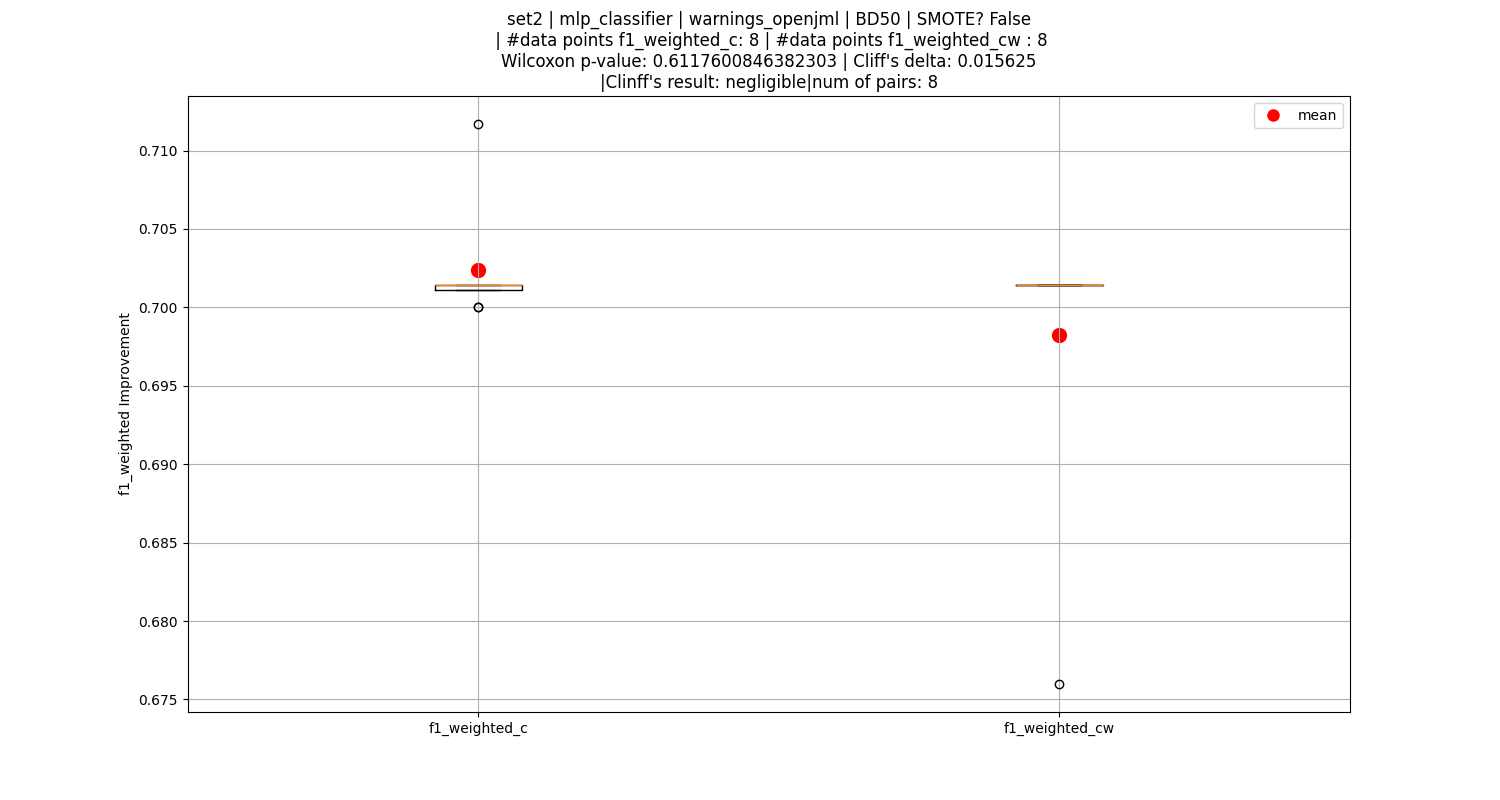 set2 | mlp_classifier | warnings_openjml | BD50 | SMOTE? False
| #data points f1_weighted_c: 8 | #data points f1_weighted_cw : 8
Wilcoxon p-value: 0.6117600846382303 | Cliff's delta: 0.015625
|Clinff's result: negligible|num of pairs: 8
mean
0.710
0.705
0.700
0.695
0.690
0.685
0.680
0.675
f1_weighted Improvement
f1_weighted_c
f1_weighted_cw